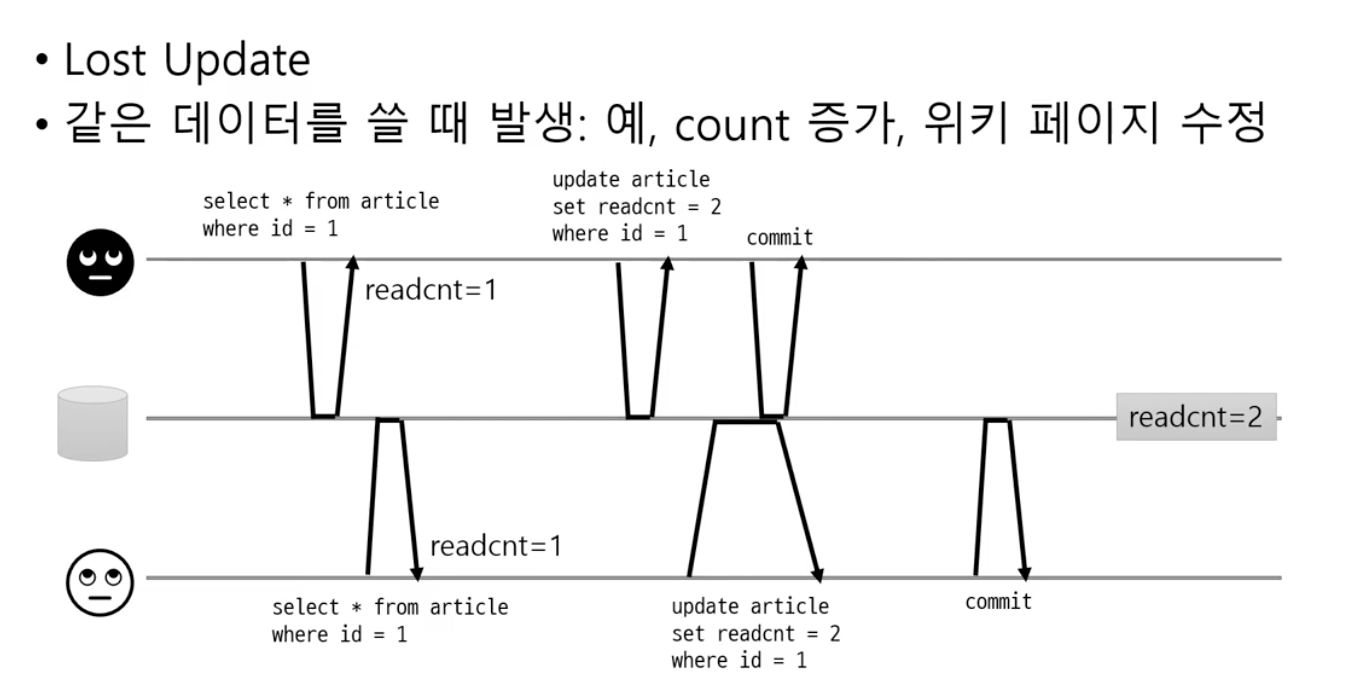 • Lost Update
• 같은 데이터를 쓸 때 발생: 예, count 증가, 위키 페이지 수정
select * from article
where id = 1
update article
set readcnt = 2
where id = 1
commit
readcnt=1
readcnt=2
readcnt=1
select * from article
where id = 1
update article
set readcnt = 2
where id = 1
commit